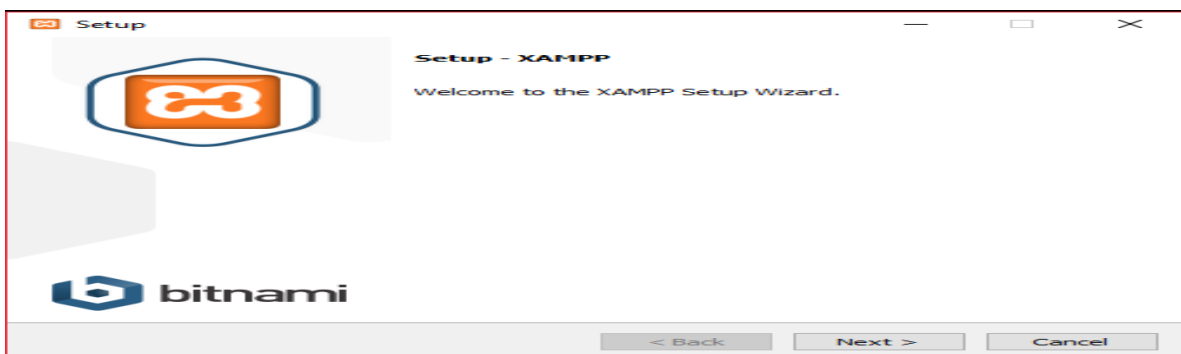 Setup
Setup - XAMPP
Welcome to the XAMPP Setup Wizard.
bitnami
< Back
Next >
Cancel